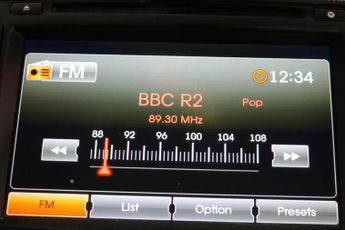 FM
12:34
BBC R2
Pop
89.30 MHz
88 92 96 100 104 108
FM List Option Presets